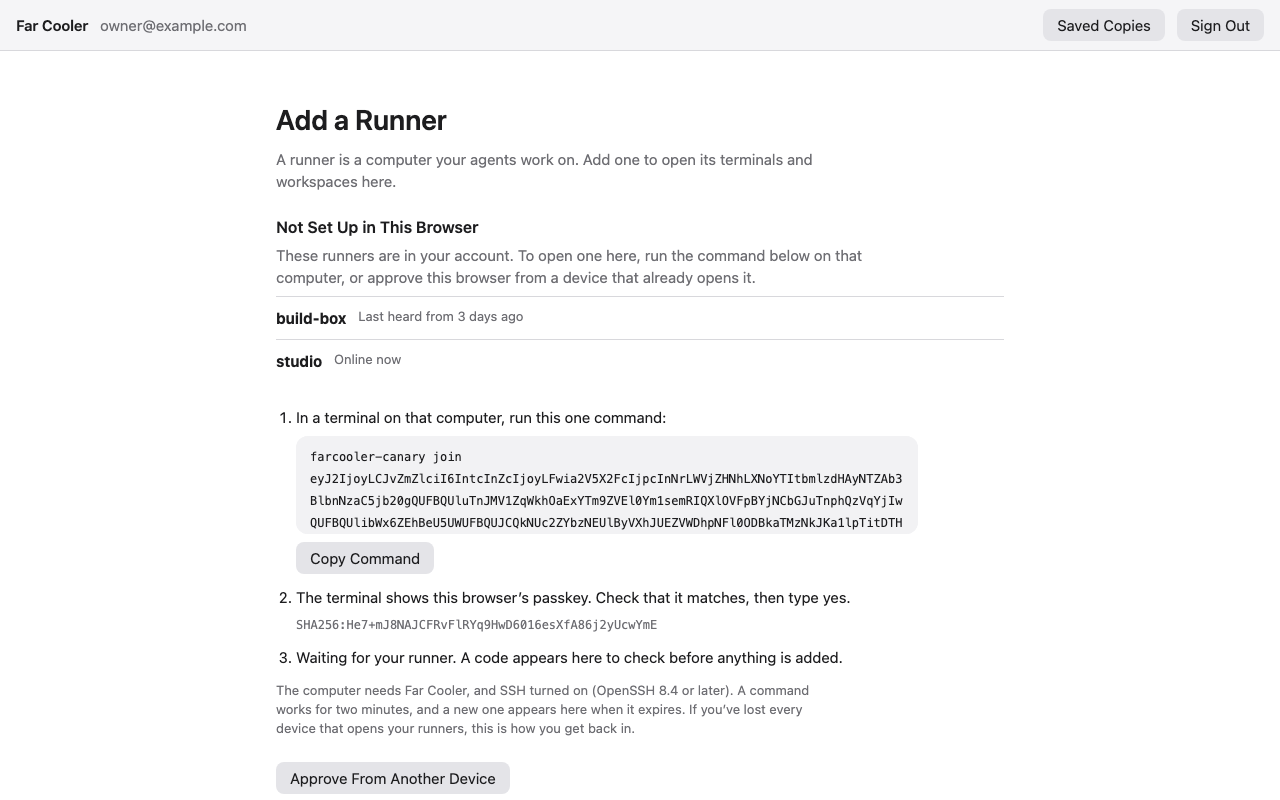 Far Cooler owner@example.com Saved Copies Sign Out
Add a Runner
A runner is a computer your agents work on. Add one to open its terminals and
workspaces here.
Not Set Up in This Browser
These runners are in your account. To open one here, run the command below on that
computer, or approve this browser from a device that already opens it.
build-box Last heard from 3 days ago
studio Online now
1. In a terminal on that computer, run this one command:
farcooler-canary join
eyJ2IjoyLCJvZmZlciI6IntcInZcIjoyLFwia2V5X2FcIjpcInNrLWVjZHNhLXNoYTItbmlzdHAyNTZAb3
BlbnNzaC5jb20gQUFBQUluTnJMV1ZqWkhOaExYTm9ZVEl0Ym1semRIQXlOVFpBYjNCbGJuTnphQzVqYjIw
QUFBQUlibWx6ZEhBeU5UWUFBQUJCQkNUc2ZYbzNEUlByVXhJUEZVWDhpNFl0ODBkaTMzNkJKa1lpTitDTH
Copy Command
2. The terminal shows this browser’s passkey. Check that it matches, then type yes.
SHA256:He7+mJ8NAJCFRvFlRYq9HwD6016esXfA86j2yUcwYmE
3. Waiting for your runner. A code appears here to check before anything is added.
The computer needs Far Cooler, and SSH turned on (OpenSSH 8.4 or later). A command
works for two minutes, and a new one appears here when it expires. If you’ve lost every
device that opens your runners, this is how you get back in.
Approve From Another Device